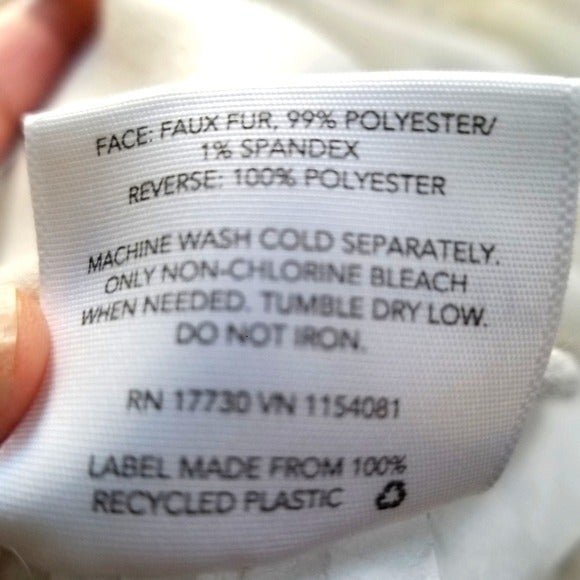 FACE: FAUX FUR, 99% POLYESTER/
1% SPANDEX
REVERSE: 100% POLYESTER
MACHINE WASH COLD SEPARATELY.
ONLY NON-CHLORINE BLEACH
WHEN NEEDED. TUMBLE DRY LOW.
DO NOT IRON.
RN 17730 VN 1154081
LABEL MADE FROM 100%
RECYCLED PLASTIC